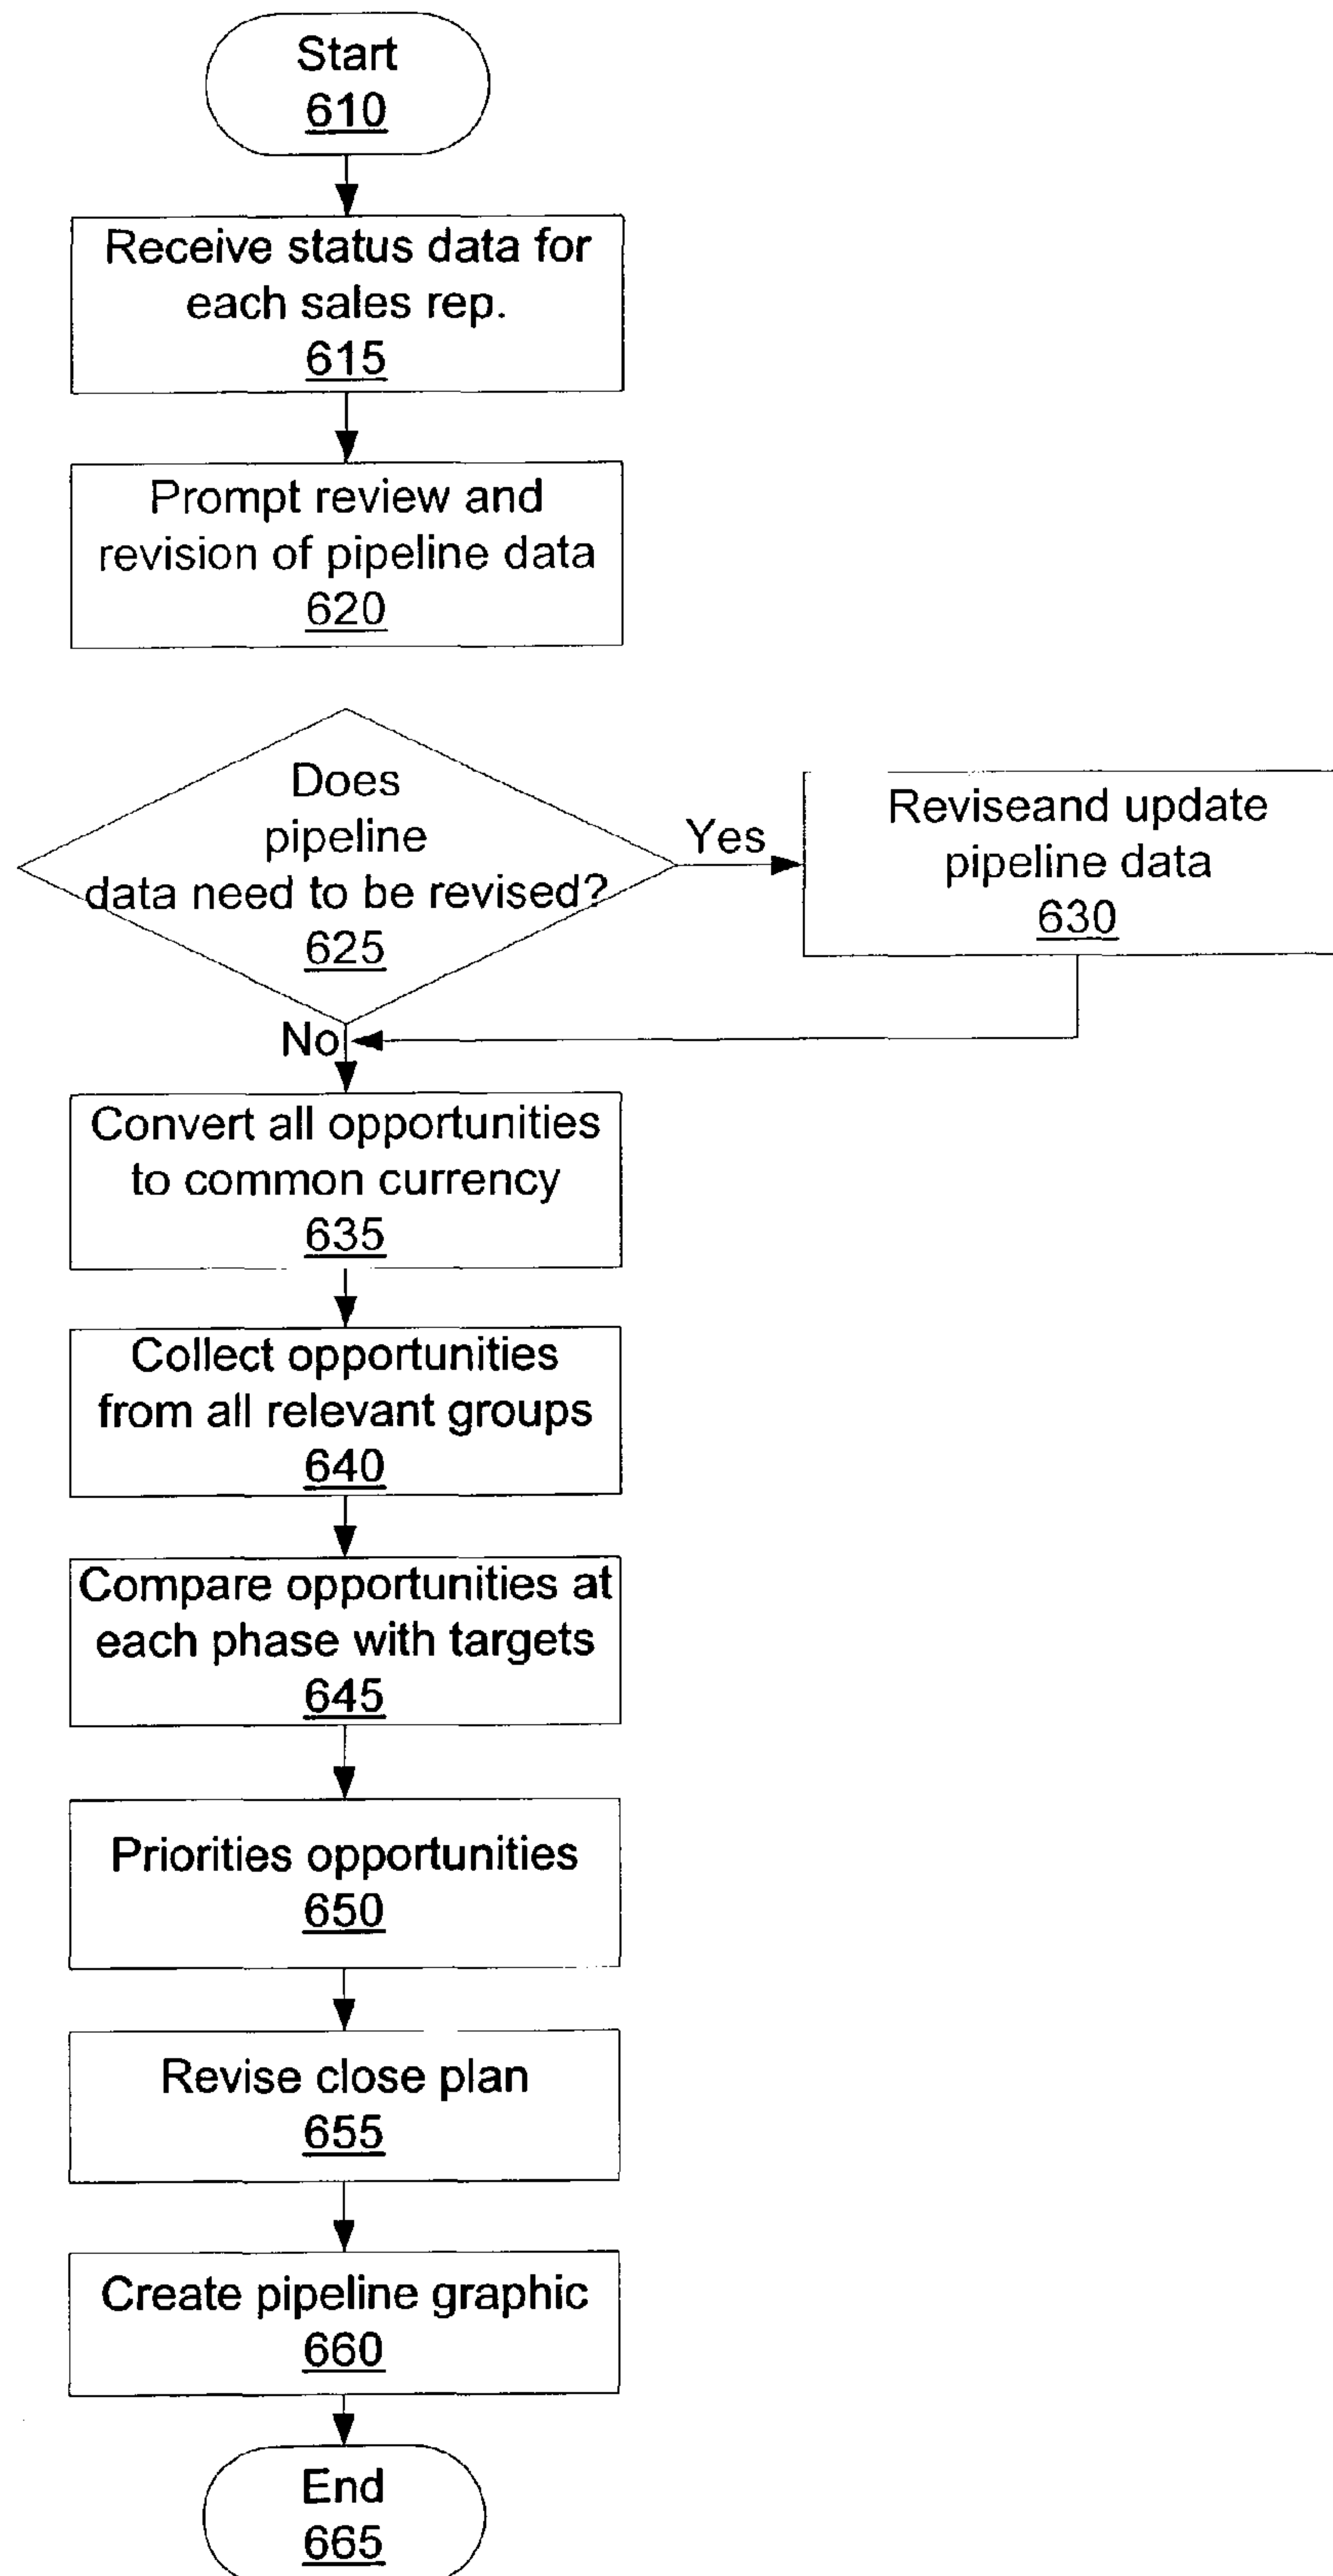 Start
610
Receive status data for
each sales rep.
615
Prompt review and
revision of pipeline data
620
Does
pipeline
data need to be revised?
625
Yes
Reviseand update
pipeline data
630
No
Convert all opportunities
to common currency
635
Collect opportunities
from all relevant groups
640
Compare opportunities at
each phase with targets
645
Priorities opportunities
650
Revise close plan
655
Create pipeline graphic
660
End
665